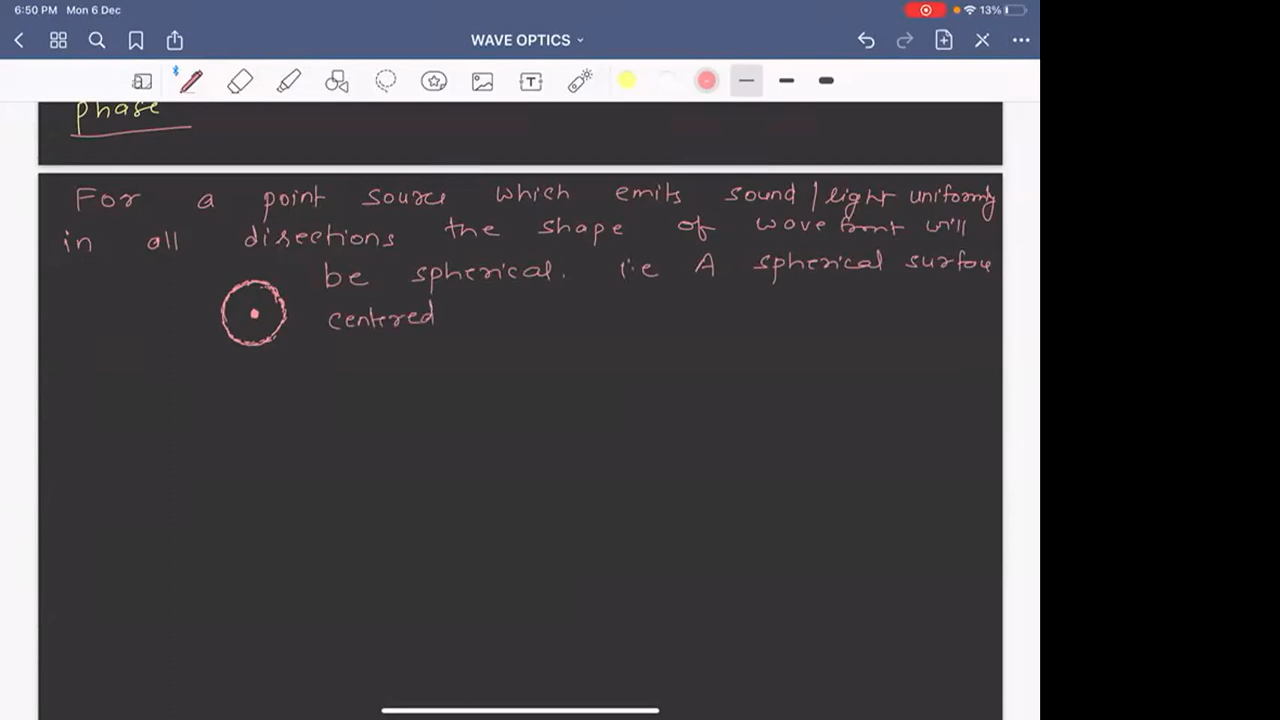 6:50 PM Mon 6 Dec
13%
WAVE OPTICS
phase
For a point source which emits sound / light uniformly
in all directions the shape of wavefront will
be spherical. i.e A spherical surface
centered